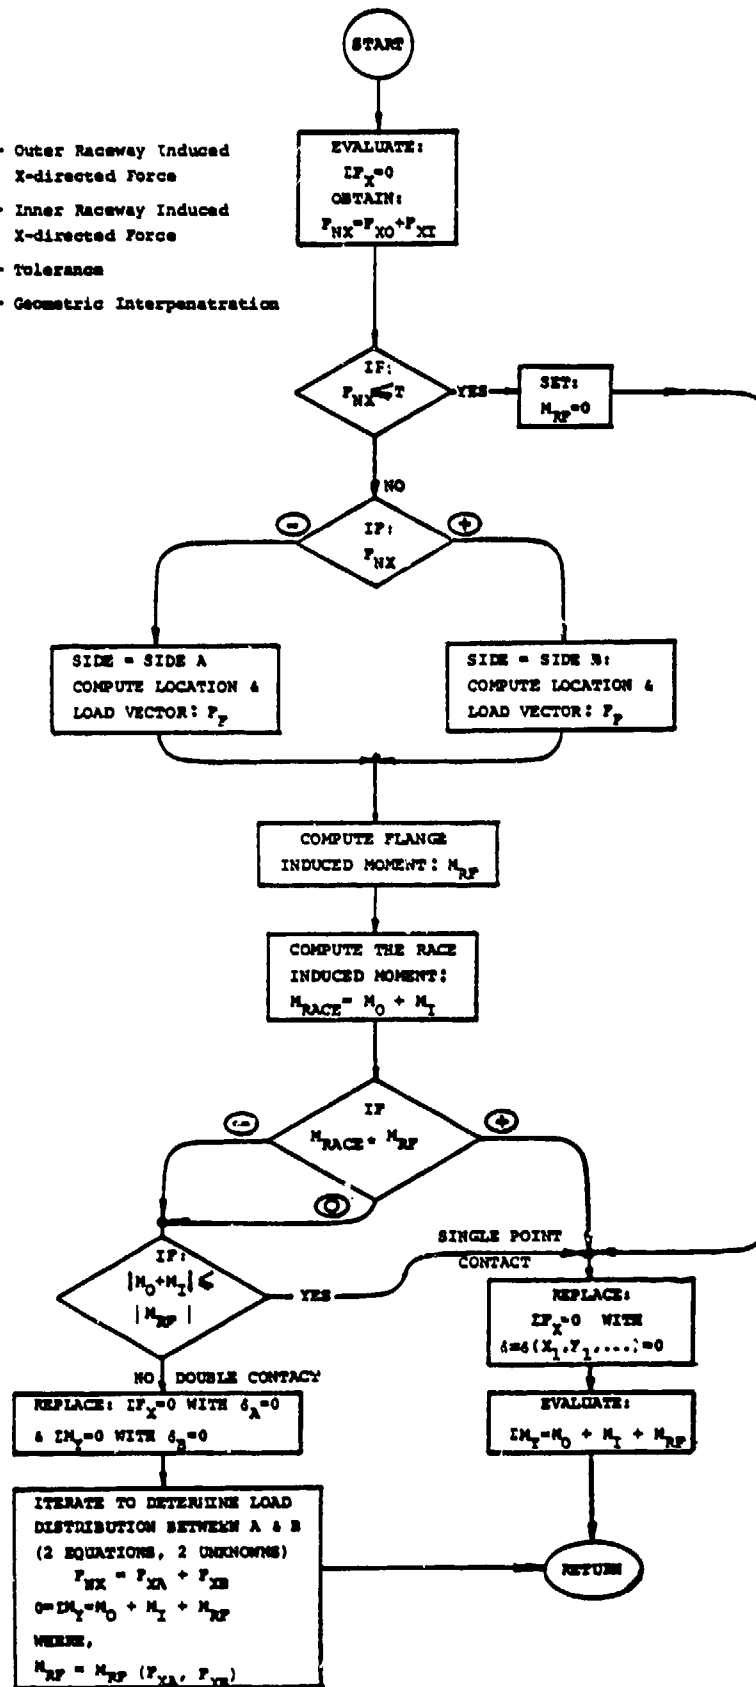 START
Outer Raceway Induced
X-directed Force
Inner Raceway Induced
X-directed Force
Tolerance
Geometric Interpenatration
EVALUATE:
ΣF_X=0
OBTAIN:
F_NX=F_XO+F_XI
IF:
F_NX⩽T
YES
SET:
M_RF=0
NO
-
IF:
F_NX
+
SIDE = SIDE A
COMPUTE LOCATION &
LOAD VECTOR: F_F
SIDE = SIDE B:
COMPUTE LOCATION &
LOAD VECTOR: F_F
COMPUTE FLANGE
INDUCED MOMENT: M_RF
COMPUTE THE RACE
INDUCED MOMENT:
M_RACE= M_O + M_I
-
IF
M_RACE* M_RF
+
O
SINGLE POINT
CONTACT
IF:
|M_O+M_I|⩽
|M_RF|
YES
REPLACE:
ΣF_X=0 WITH
δ=δ(X_1,F_1,...)=0
NO DOUBLE CONTACY
REPLACE: ΣF_X=0 WITH δ_A=0
& ΣM_Y=0 WITH δ_B=0
EVALUATE:
ΣM_Y=M_O + M_I + M_RF
ITERATE TO DETERMINE LOAD
DISTRIBUTION BETWEEN A & B
(2 EQUATIONS, 2 UNKNOWNS)
F_NX = F_XA + F_XB
0=ΣM_Y=M_O + M_I + M_RF
WHERE,
M_RF = M_RF (F_XA, F_XB)
RETURN